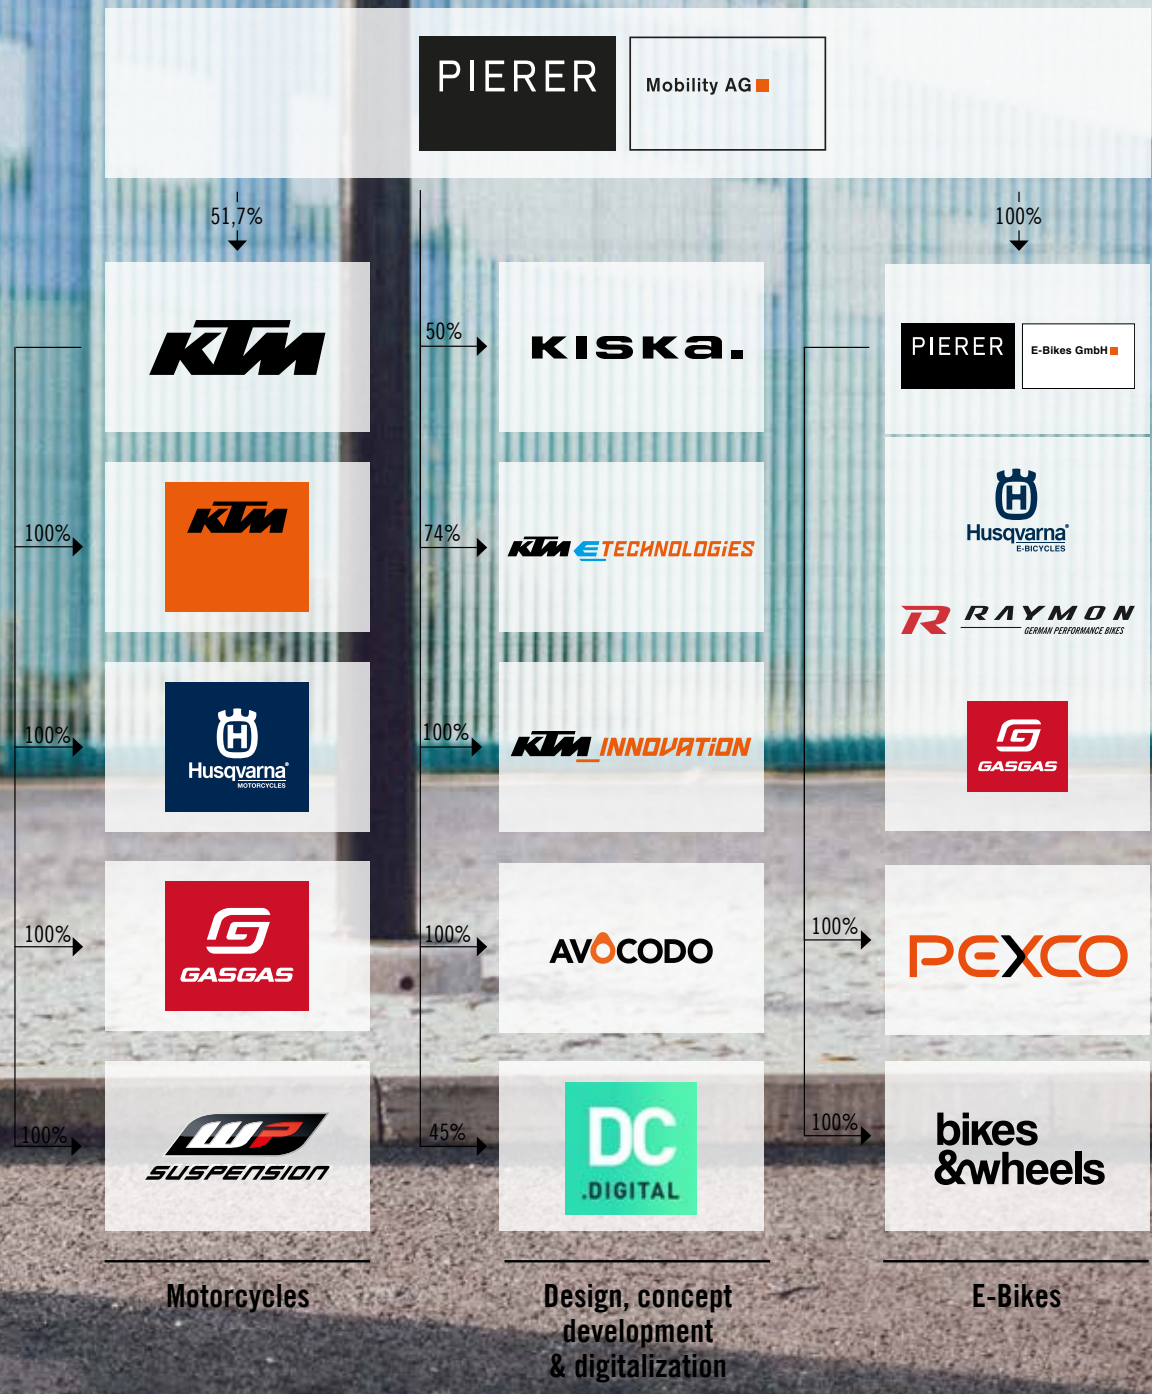 PIERER
Mobility AG
51,7%
100%
KTM
50%
KISKA.
PIERER
E-Bikes GmbH
100%
KTM
74%
KTM E TECHNOLOGIES
Husqvarna
E-BICYCLES
R RAYMON
GERMAN PERFORMANCE BIKES
100%
Husqvarna
MOTORCYCLES
100%
KTM INNOVATION
GASGAS
100%
GASGAS
100%
AVOCODO
100%
PEXCO
100%
WP
SUSPENSION
45%
DC
.DIGITAL
100%
bikes
&wheels
Motorcycles
Design, concept
development
& digitalization
E-Bikes